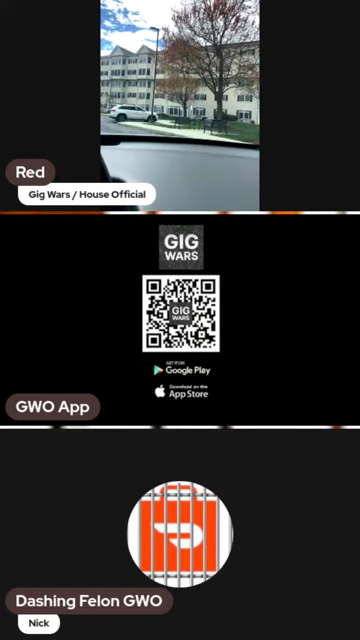 Red
Gig Wars / House Official
GIG
WARS
GIG
WARS
GET IT ON
Google Play
Download on the
App Store
GWO App
Dashing Felon GWO
Nick